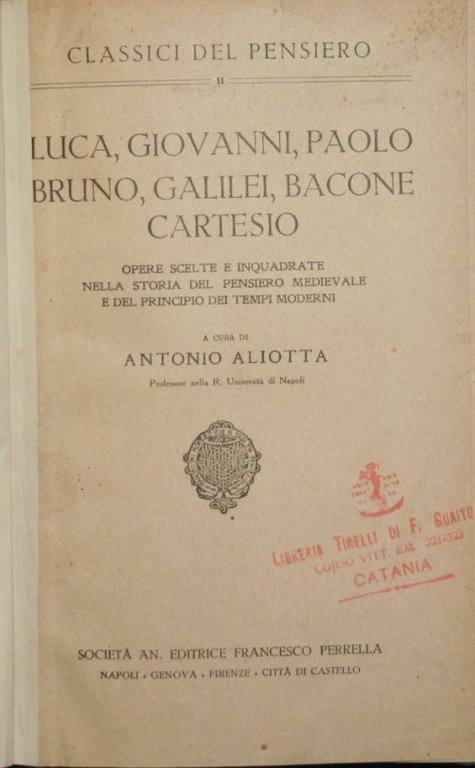 CLASSICI DEL PENSIERO
II
LUCA, GIOVANNI, PAOLO
BRUNO, GALILEI, BACONE
CARTESIO
OPERE SCELTE E INQUADRATE
NELLA STORIA DEL PENSIERO MEDIEVALE
E DEL PRINCIPIO DEI TEMPI MODERNI
A CURA DI
ANTONIO ALIOTTA
Professore nella R. Università di Napoli
LIBRERIA TIRELLI DI F. GUAITO
CORSO VITT. EM. 321-323
CATANIA
SOCIETÀ AN. EDITRICE FRANCESCO PERRELLA
NAPOLI - GENOVA - FIRENZE - CITTÀ DI CASTELLO